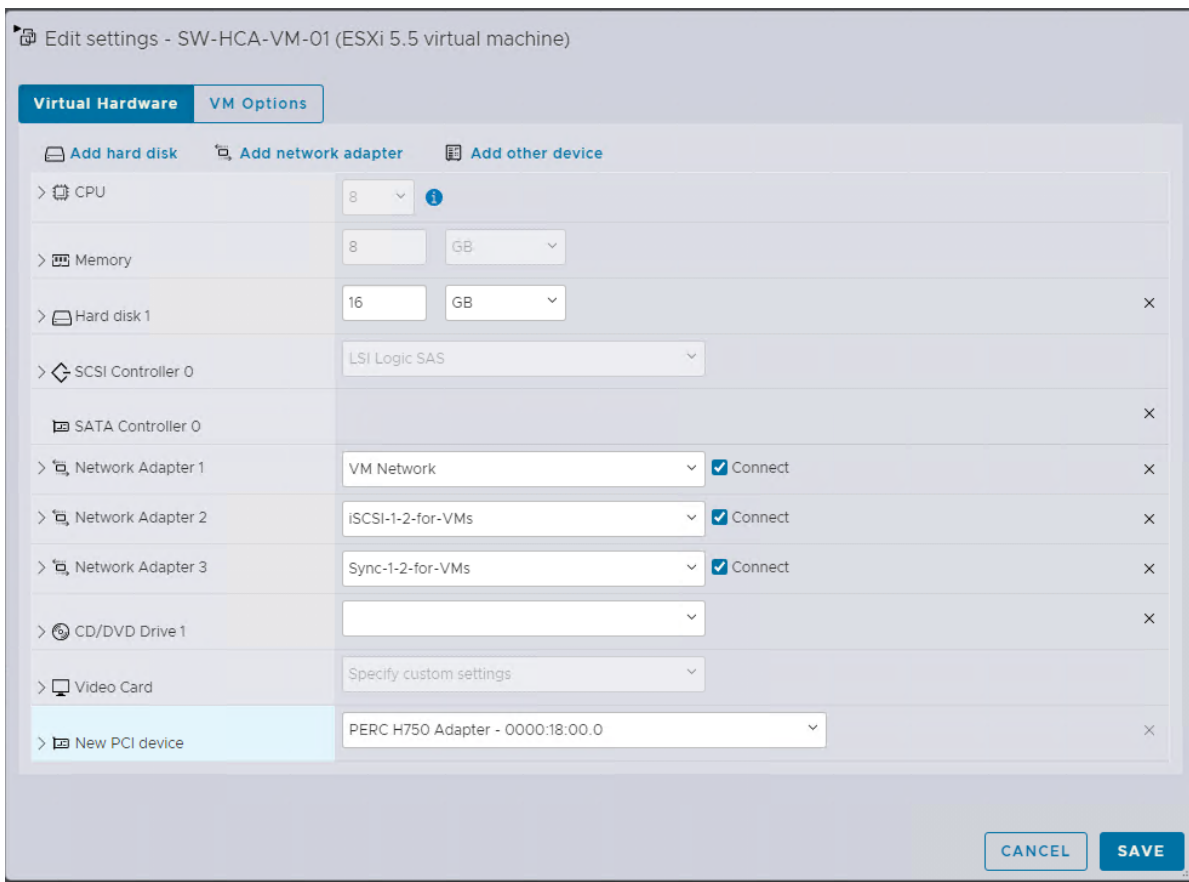 Edit settings - SW-HCA-VM-01 (ESXi 5.5 virtual machine)
Virtual Hardware VM Options
Add hard disk Add network adapter Add other device
CPU 8
Memory 8 GB
Hard disk 1 16 GB
SCSI Controller 0 LSI Logic SAS
SATA Controller 0
Network Adapter 1 VM Network Connect
Network Adapter 2 iSCSI-1-2-for-VMs Connect
Network Adapter 3 Sync-1-2-for-VMs Connect
CD/DVD Drive 1
Video Card Specify custom settings
New PCI device PERC H750 Adapter - 0000:18:00.0
CANCEL SAVE